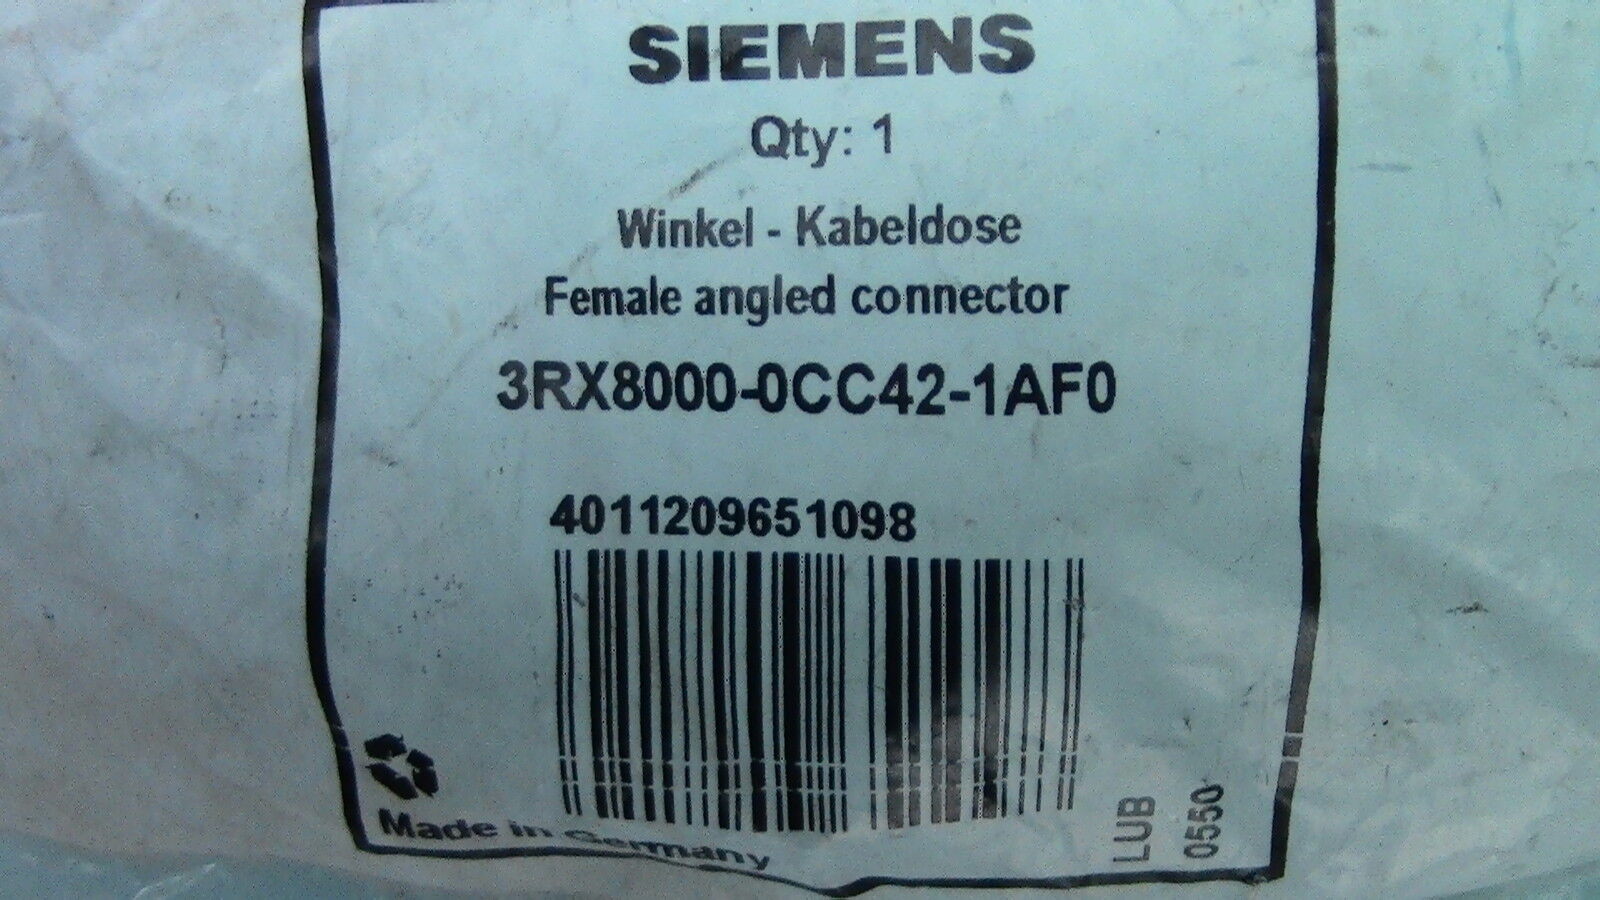 SIEMENS
Qty: 1
Winkel - Kabeldose
Female angled connector
3RX8000-0CC42-1AF0
4011209651098
Made in Germany
LUB
0550